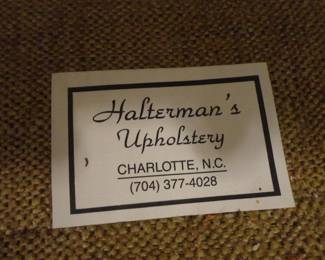 Halterman's
Upholstery
CHARLOTTE, N.C.
(704) 377-4028